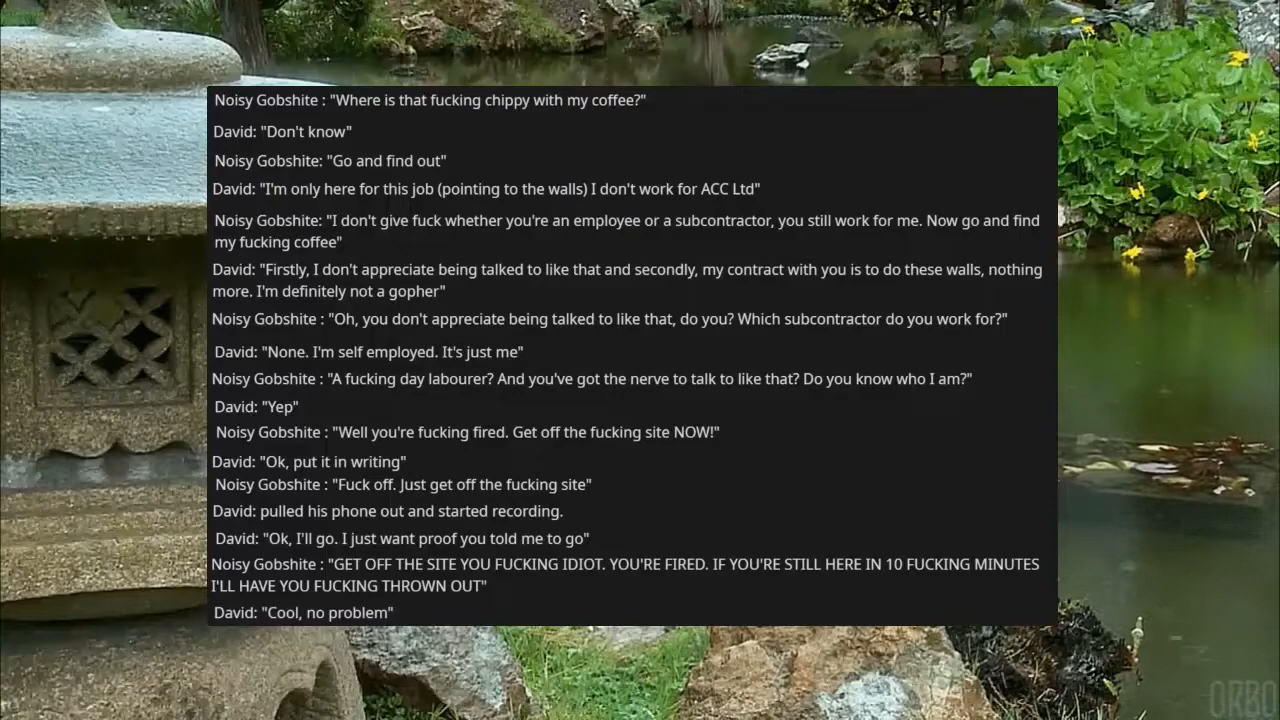 Noisy Gobshite : "Where is that fucking chippy with my coffee?"
David: "Don't know"
Noisy Gobshite: "Go and find out"
David: "I'm only here for this job (pointing to the walls) I don't work for ACC Ltd"
Noisy Gobshite: "I don't give fuck whether you're an employee or a subcontractor, you still work for me. Now go and find
my fucking coffee"
David: "Firstly, I don't appreciate being talked to like that and secondly, my contract with you is to do these walls, nothing
more. I'm definitely not a gopher"
Noisy Gobshite : "Oh, you don't appreciate being talked to like that, do you? Which subcontractor do you work for?"
David: "None. I'm self employed. It's just me"
Noisy Gobshite : "A fucking day labourer? And you've got the nerve to talk to like that? Do you know who I am?"
David: "Yep"
Noisy Gobshite : "Well you're fucking fired. Get off the fucking site NOW!"
David: "Ok, put it in writing"
Noisy Gobshite : "Fuck off. Just get off the fucking site"
David: pulled his phone out and started recording.
David: "Ok, I'll go. I just want proof you told me to go"
Noisy Gobshite : "GET OFF THE SITE YOU FUCKING IDIOT. YOU'RE FIRED. IF YOU'RE STILL HERE IN 10 FUCKING MINUTES
I'LL HAVE YOU FUCKING THROWN OUT"
David: "Cool, no problem"
ORBO